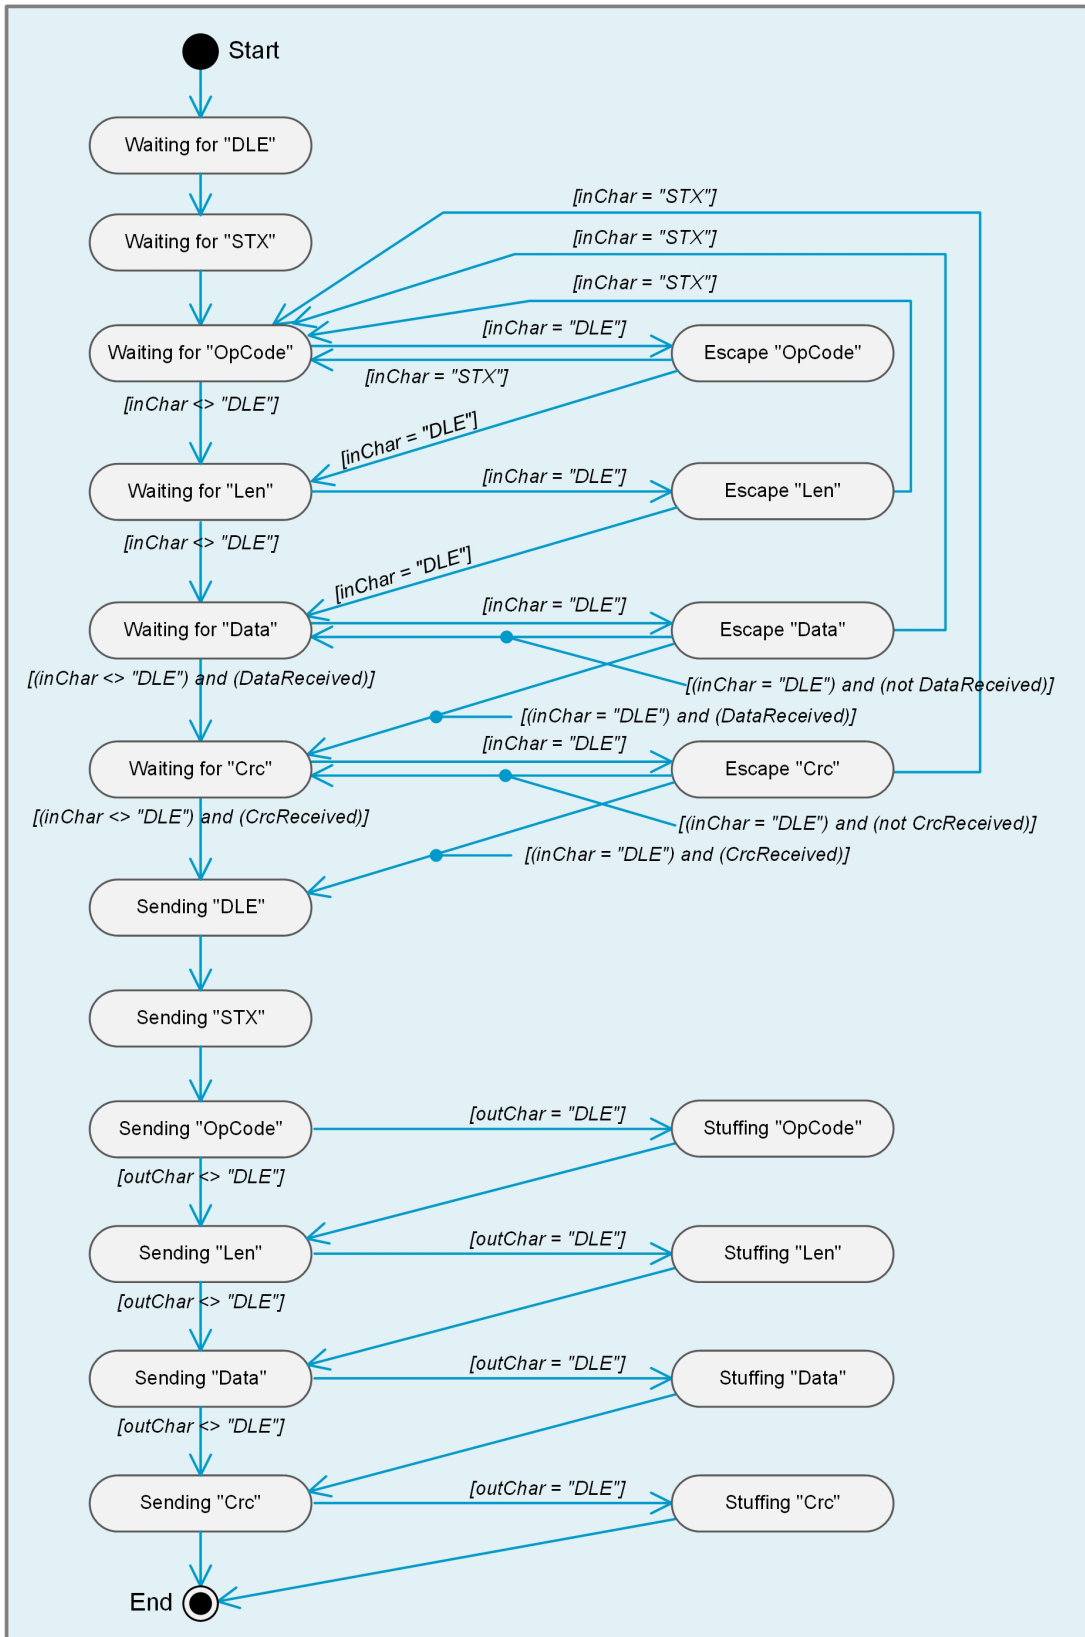 Start
Waiting for "DLE"
[inChar = "STX"]
Waiting for "STX"
[inChar = "STX"]
[inChar = "STX"]
[inChar = "DLE"]
Waiting for "OpCode"
Escape "OpCode"
[inChar = "STX"]
[inChar <> "DLE"]
[inChar = "DLE"]
[inChar = "DLE"]
Waiting for "Len"
Escape "Len"
[inChar <> "DLE"]
[inChar = "DLE"]
[inChar = "DLE"]
Waiting for "Data"
Escape "Data"
[(inChar <> "DLE") and (DataReceived)]
[(inChar = "DLE") and (not DataReceived)]
[(inChar = "DLE") and (DataReceived)]
[inChar = "DLE"]
Waiting for "Crc"
Escape "Crc"
[(inChar <> "DLE") and (CrcReceived)]
[(inChar = "DLE") and (not CrcReceived)]
[(inChar = "DLE") and (CrcReceived)]
Sending "DLE"
Sending "STX"
[outChar = "DLE"]
Sending "OpCode"
Stuffing "OpCode"
[outChar <> "DLE"]
[outChar = "DLE"]
Sending "Len"
Stuffing "Len"
[outChar <> "DLE"]
[outChar = "DLE"]
Sending "Data"
Stuffing "Data"
[outChar <> "DLE"]
[outChar = "DLE"]
Sending "Crc"
Stuffing "Crc"
End